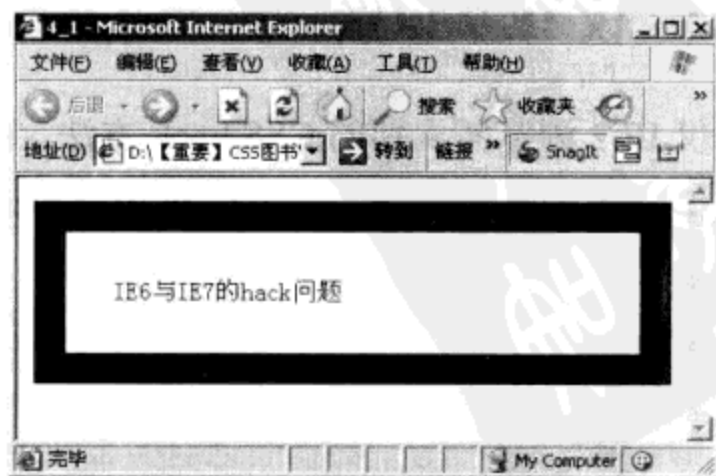 4_1 - Microsoft Internet Explorer
文件(F) 编辑(E) 查看(V) 收藏(A) 工具(T) 帮助(H)
后退 搜索 收藏夹 »
地址(D) D:\【重要】CSS图书 转到 链接 » SnagIt
IE6与IE7的hack问题
完毕 My Computer